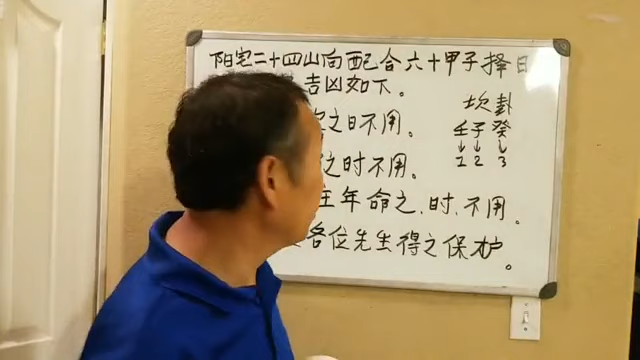 阳宅二十四山向配合六十甲子择日
吉凶如下。
坎卦
壬子癸
↓↓↓
1 2 3
之日不用。
之时不用。
年命之.时.不用。
各位先生得之保护。